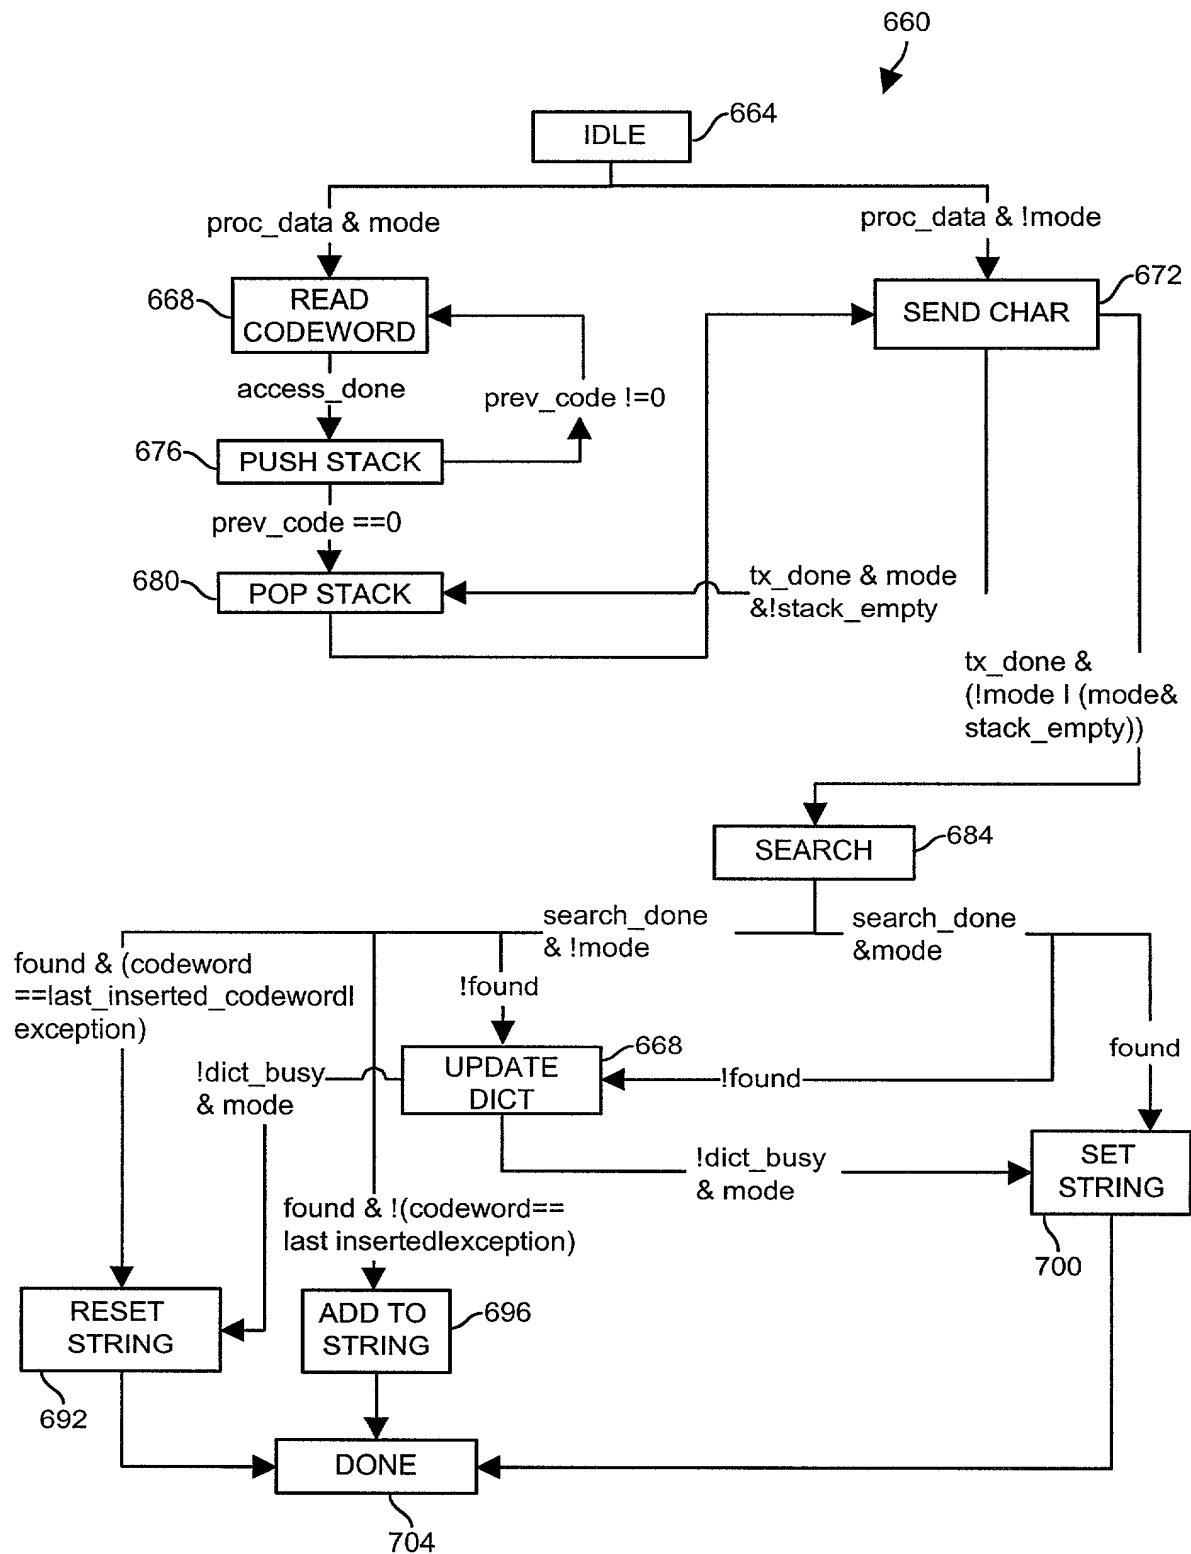 660
IDLE
664
proc_data & mode
proc_data & !mode
668
READ
CODEWORD
SEND CHAR
672
access_done
prev_code !=0
676
PUSH STACK
prev_code ==0
680
POP STACK
tx_done & mode
&!stack_empty
tx_done &
(!mode I (mode&
stack_empty))
SEARCH
684
search_done
& !mode
search_done
&mode
found & (codeword
==last_inserted_codewordI
exception)
!found
668
UPDATE
DICT
!found
found
!dict_busy
& mode
!dict_busy
& mode
SET
STRING
700
found & !(codeword==
last insertedIexception)
RESET
STRING
692
ADD TO
STRING
696
DONE
704